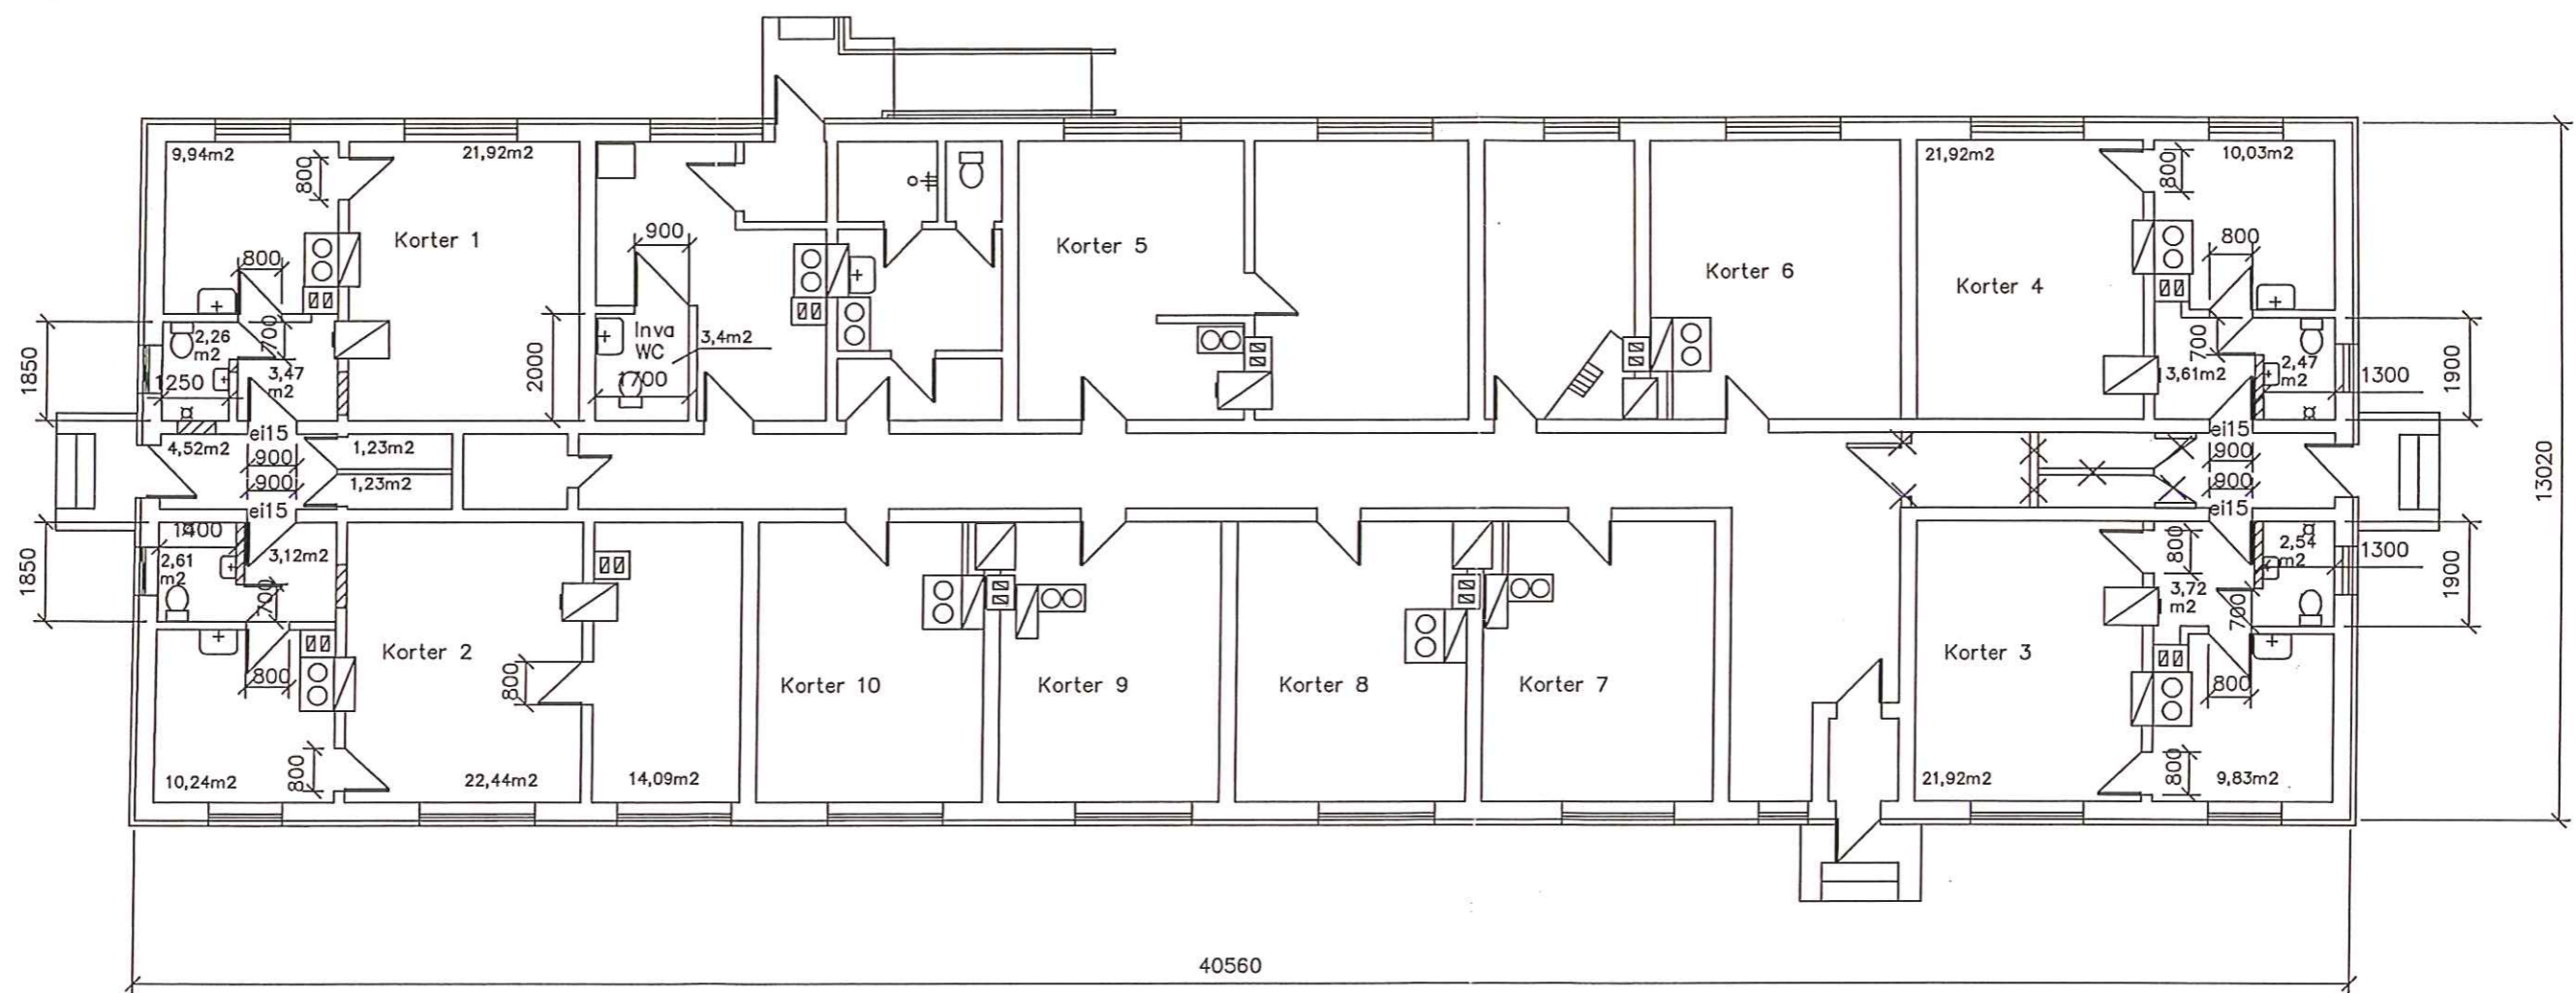 9,94m2
800
21,92m2
Korter 1
800
700
2,26
m2
3,47
m2
1250
1850
900
Inva
WC
3,4m2
1700
2000
Korter 5
Korter 6
21,92m2
Korter 4
10,03m2
800
800
700
3,61m2
2,47
m2
1300
1900
13020
4,52m2
ei15
900
900
ei15
1,23m2
1,23m2
ei15
900
900
ei15
1400
2,61
m2
3,12m2
700
1850
800
800
10,24m2
Korter 2
22,44m2
800
14,09m2
Korter 10
Korter 9
Korter 8
Korter 7
Korter 3
21,92m2
800
3,72
m2
700
2,54
m2
1300
1900
800
800
9,83m2
40560